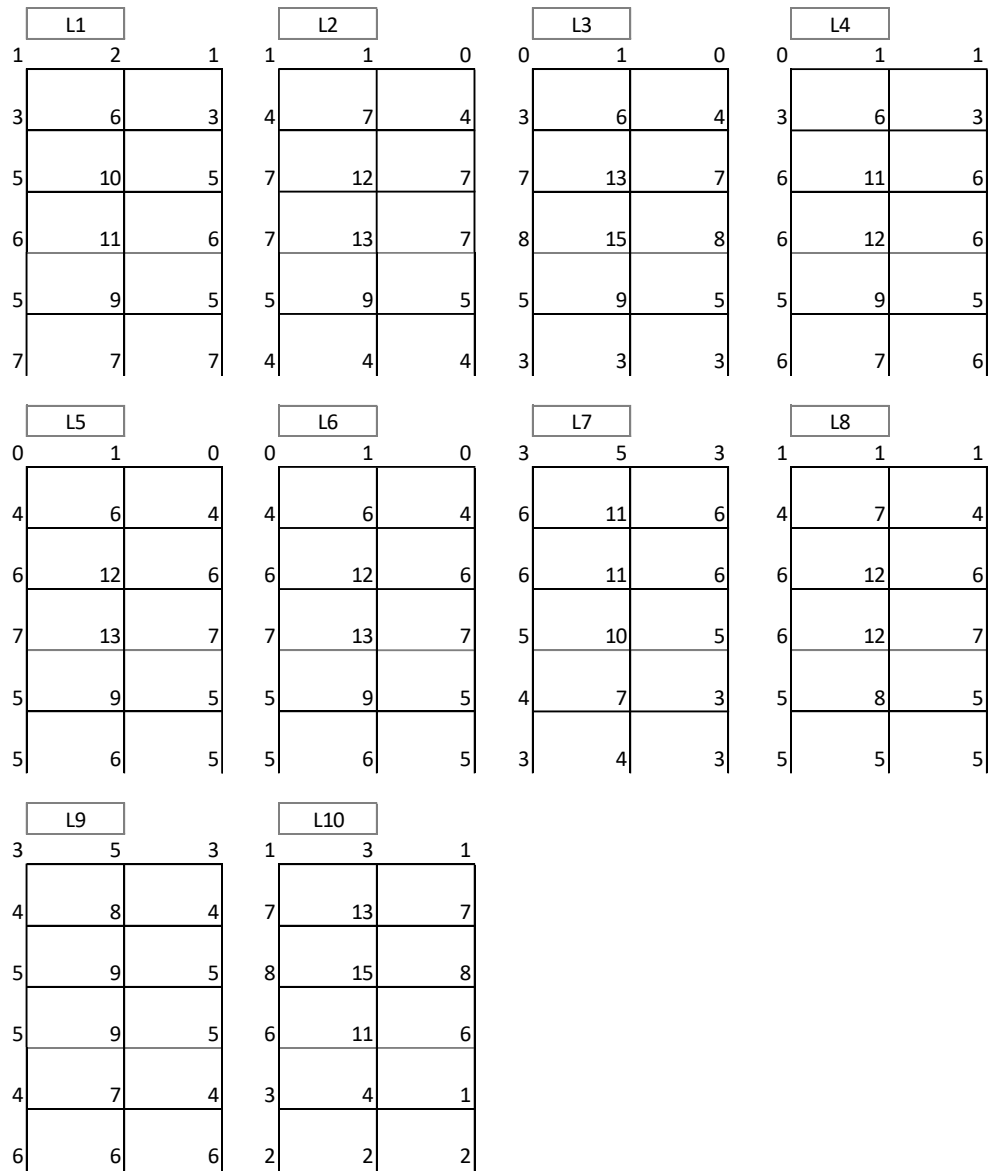 L1 L2 L3 L4
1 2 1 1 1 0 0 1 0 0 1 1
3 6 3 4 7 4 3 6 4 3 6 3
5 10 5 7 12 7 7 13 7 6 11 6
6 11 6 7 13 7 8 15 8 6 12 6
5 9 5 5 9 5 5 9 5 5 9 5
7 7 7 4 4 4 3 3 3 6 7 6
L5 L6 L7 L8
0 1 0 0 1 0 3 5 3 1 1 1
4 6 4 4 6 4 6 11 6 4 7 4
6 12 6 6 12 6 6 11 6 6 12 6
7 13 7 7 13 7 5 10 5 6 12 7
5 9 5 5 9 5 4 7 3 5 8 5
5 6 5 5 6 5 3 4 3 5 5 5
L9 L10
3 5 3 1 3 1
4 8 4 7 13 7
5 9 5 8 15 8
5 9 5 6 11 6
4 7 4 3 4 1
6 6 6 2 2 2